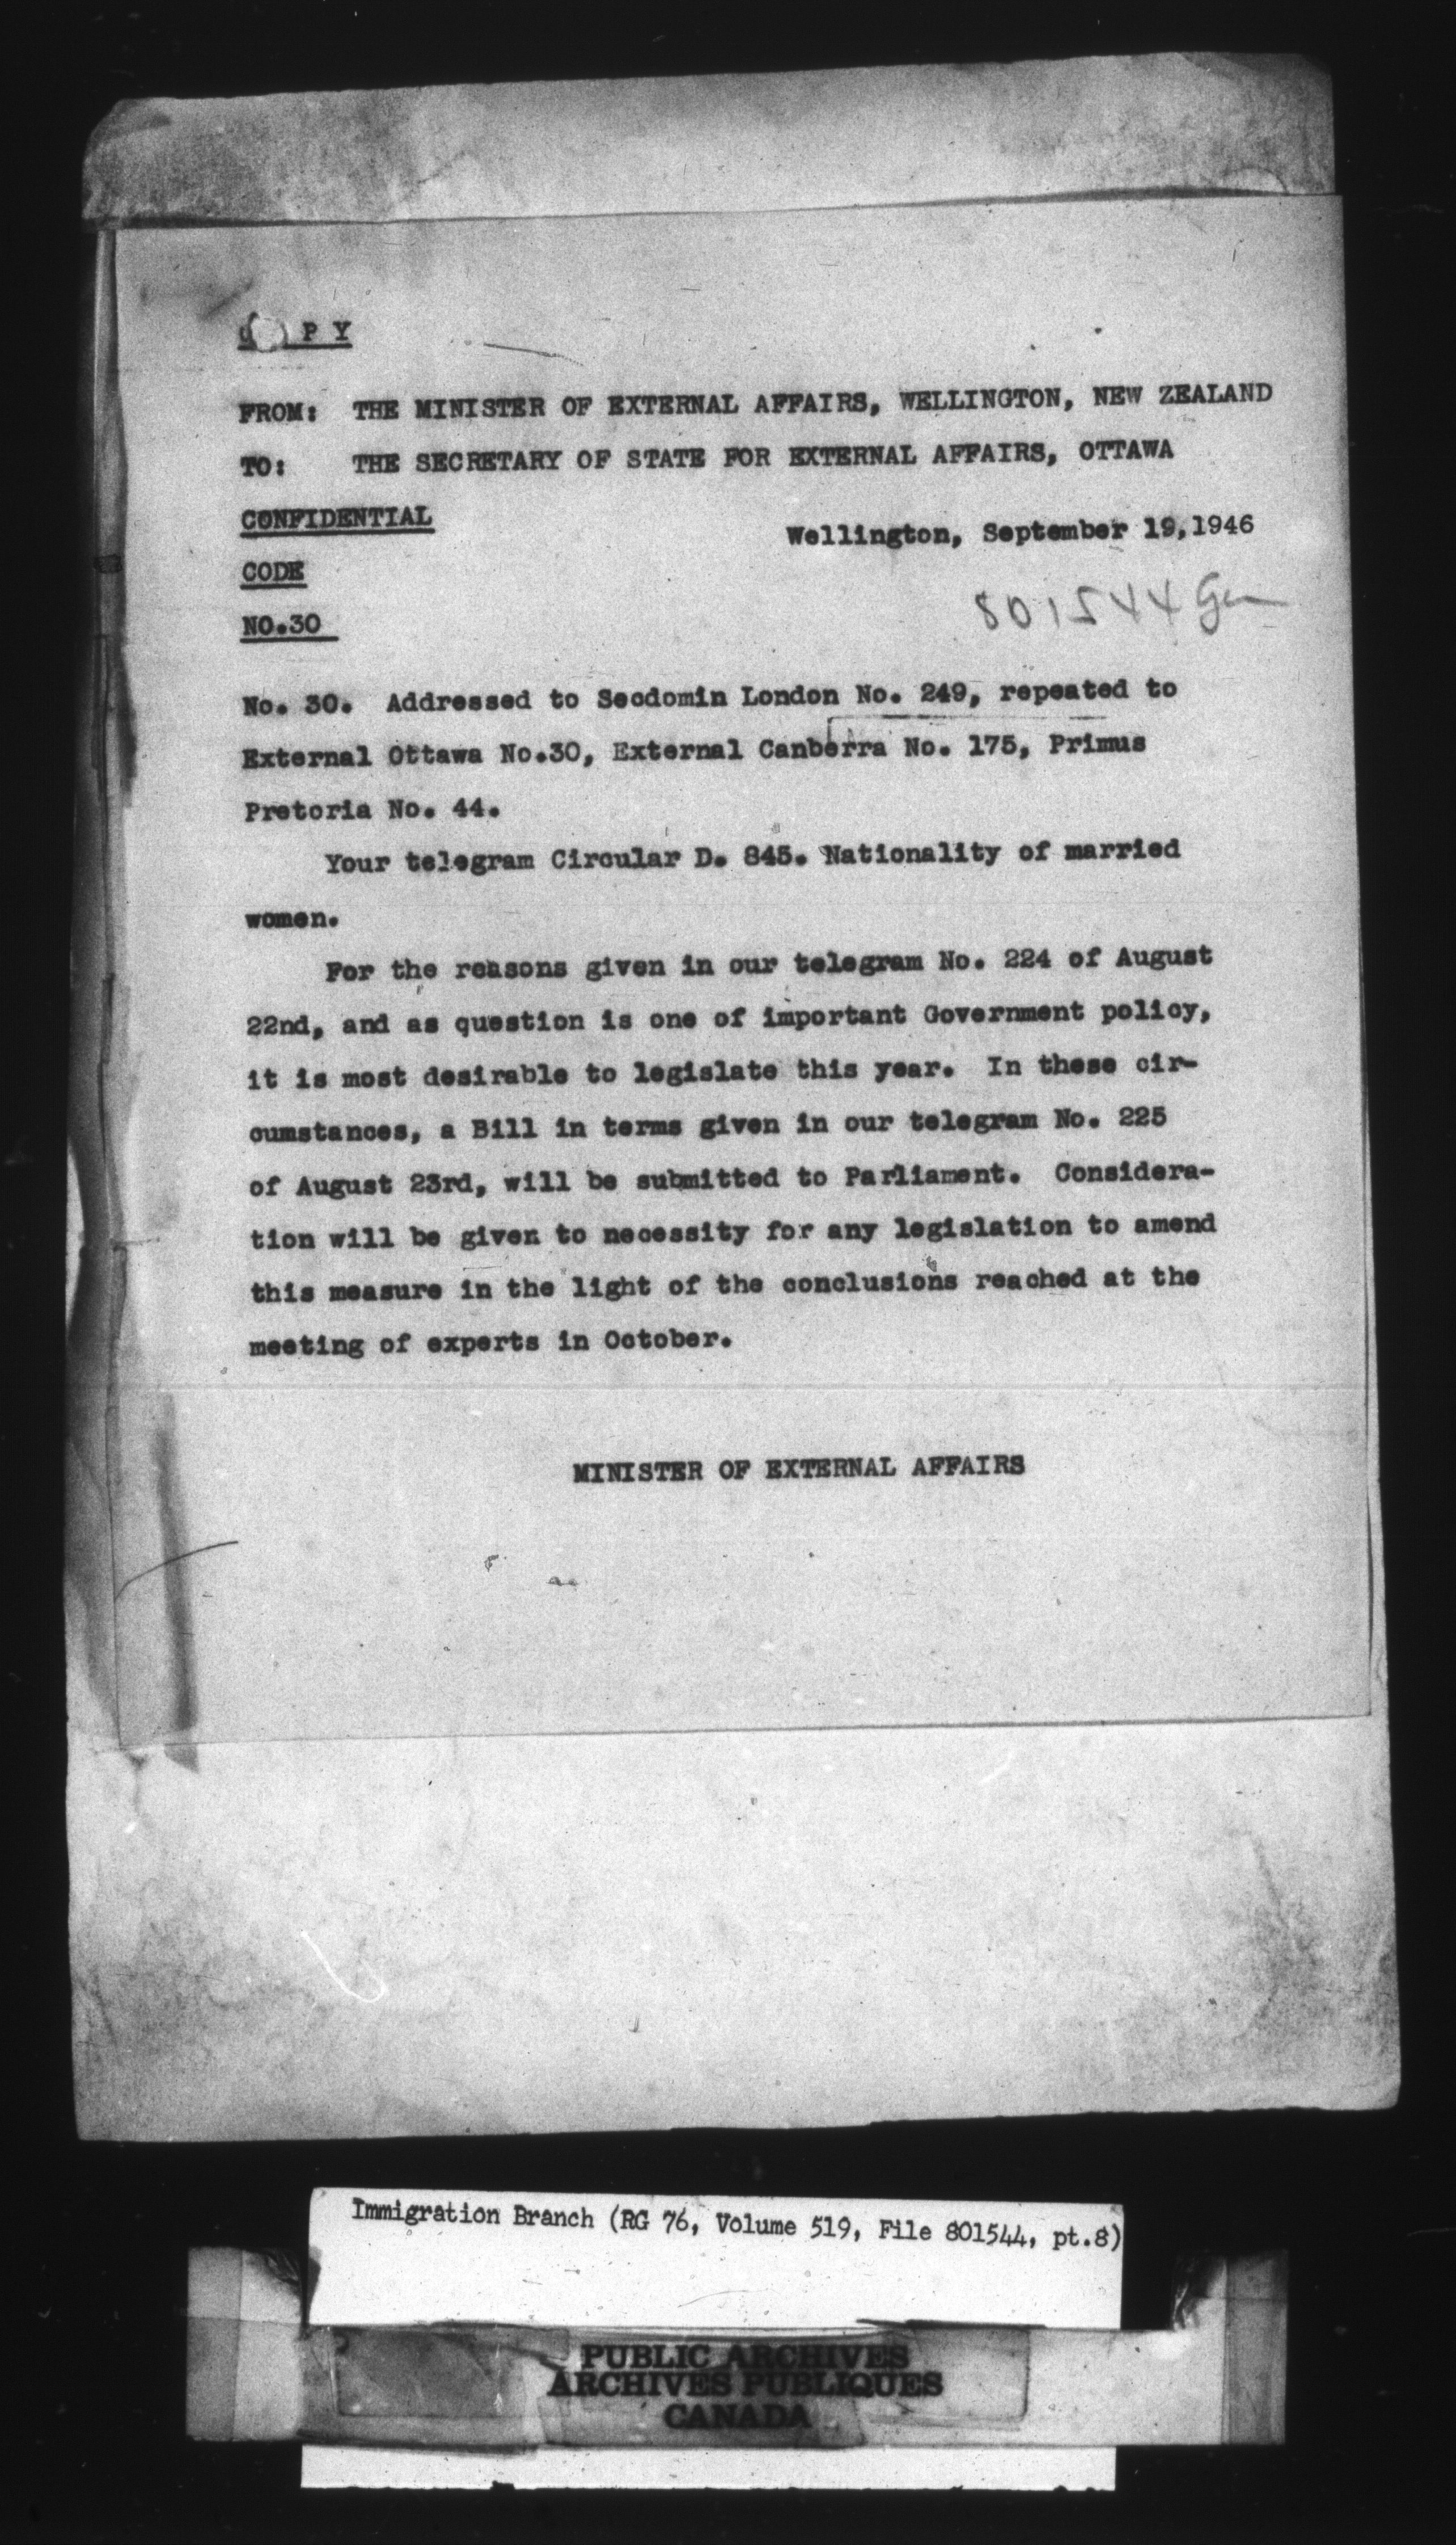 COPY
FROM: THE MINISTER OF EXTERNAL AFFAIRS, WELLINGTON, NEW ZEALAND
TO: THE SECRETARY OF STATE FOR EXTERNAL AFFAIRS, OTTAWA
CONFIDENTIAL
Wellington, September 19,1946
CODE
801544 Gen
NO.30
No. 30. Addressed to Secdomin London No. 249, repeated to
External Ottawa No.30, External Canberra No. 175, Primus
Pretoria No. 44.
Your telegram Circular D. 845. Nationality of married
women.
For the reasons given in our telegram No. 224 of August
22nd, and as question is one of important Government policy,
it is most desirable to legislate this year. In these cir-
cumstances, a Bill in terms given in our telegram No. 225
of August 23rd, will be submitted to Parliament. Considera-
tion will be given to necessity for any legislation to amend
this measure in the light of the conclusions reached at the
meeting of experts in October.
MINISTER OF EXTERNAL AFFAIRS
Immigration Branch (RG 76, Volume 519, File 801544, pt.8)
PUBLIC ARCHIVES
ARCHIVES PUBLIQUES
CANADA